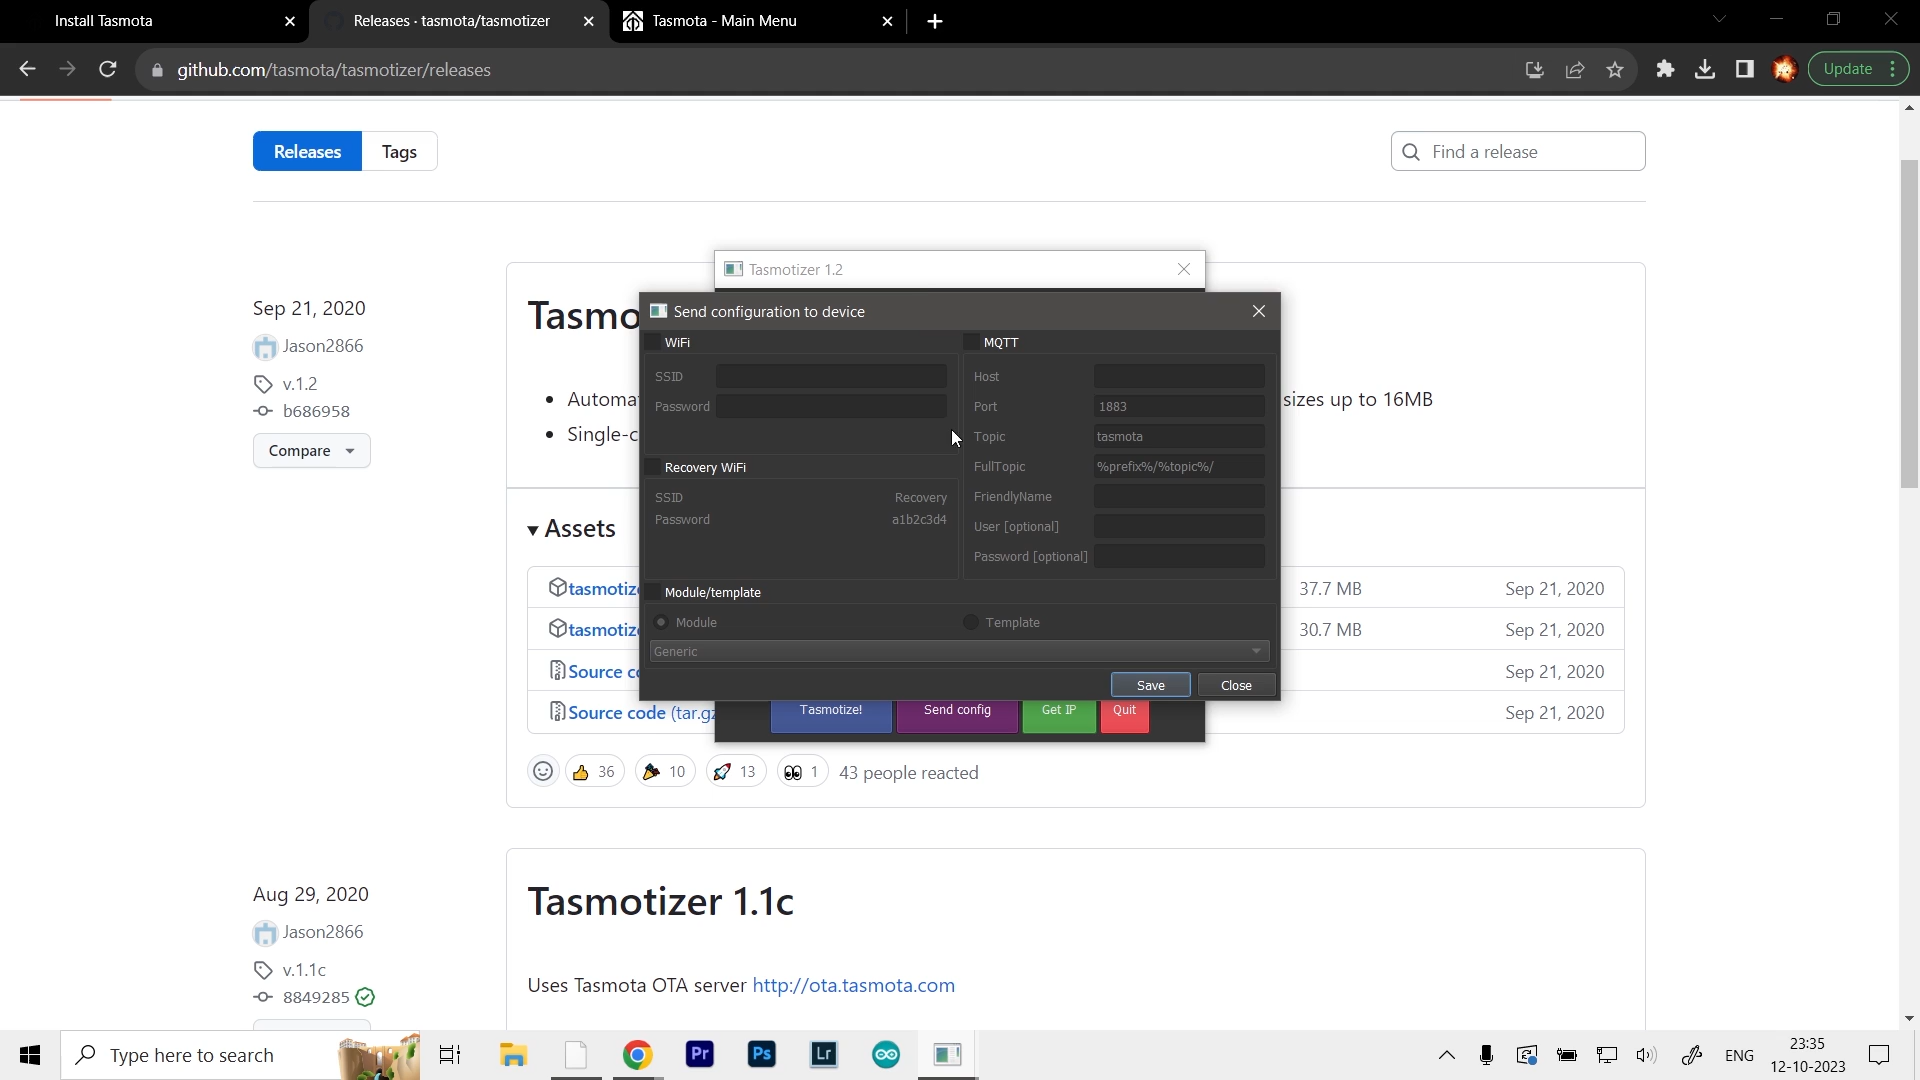 Install Tasmota
Releases · tasmota/tasmotizer
Tasmota - Main Menu
github.com/tasmota/tasmotizer/releases
Update
Releases
Tags
Find a release
Sep 21, 2020
Jason2866
v.1.2
b686958
Compare
Tasmo
Automa
sizes up to 16MB
Single-c
Assets
tasmotiz
37.7 MB
Sep 21, 2020
tasmotiz
30.7 MB
Sep 21, 2020
Source co
Sep 21, 2020
Source code (tar.gz
Sep 21, 2020
36
10
13
1
43 people reacted
Tasmotizer 1.2
Send configuration to device
WiFi
SSID
Password
Recovery WiFi
SSID
Recovery
Password
a1b2c3d4
MQTT
Host
Port
1883
Topic
tasmota
FullTopic
%prefix%/%topic%/
FriendlyName
User [optional]
Password [optional]
Module/template
Module
Template
Generic
Save
Close
Tasmotize!
Send config
Get IP
Quit
Aug 29, 2020
Jason2866
v.1.1c
8849285
Tasmotizer 1.1c
Uses Tasmota OTA server http://ota.tasmota.com
Type here to search
Pr
Ps
Lr
ENG
23:35
12-10-2023